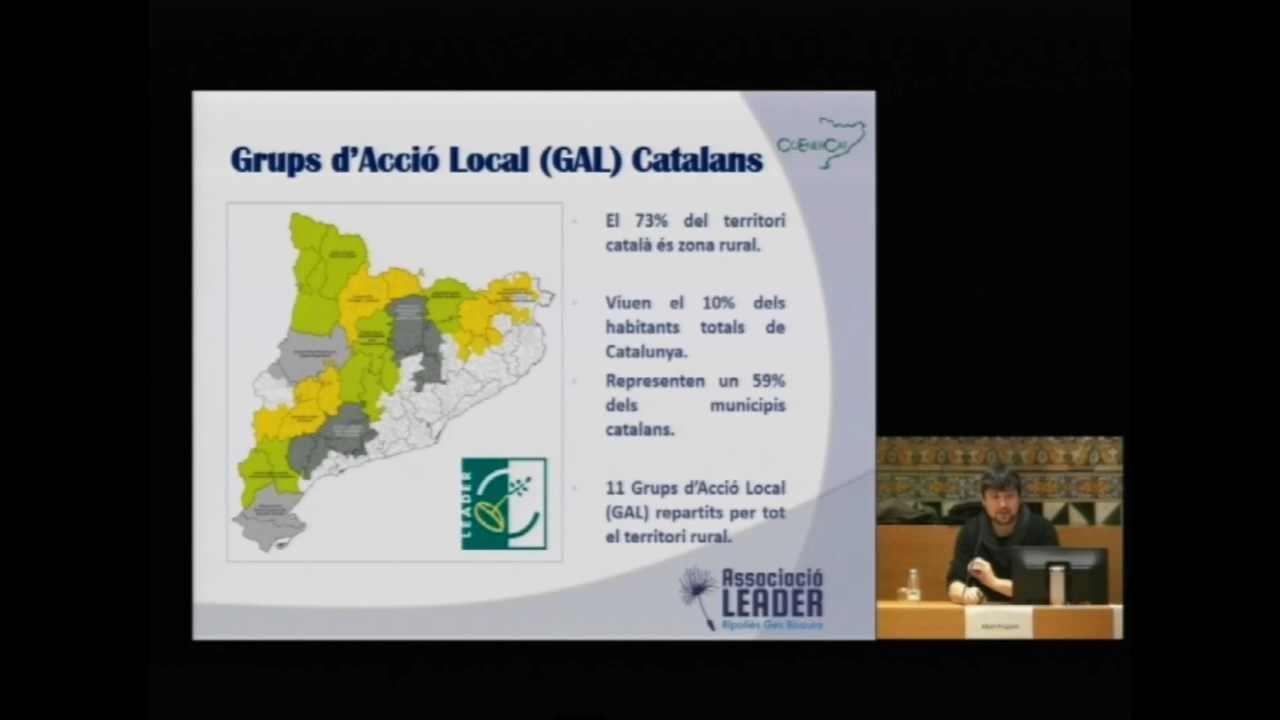 Grups d'Acció Local (GAL) Catalans
COENERCAT
El 73% del territori
català és zona rural.
Viuen el 10% dels
habitants totals de
Catalunya.
Representen un 59%
dels municipis
catalans.
11 Grups d'Acció Local
(GAL) repartits per tot
el territori rural.
LEADER
Associació
LEADER
Ripollès Ges Bisaura